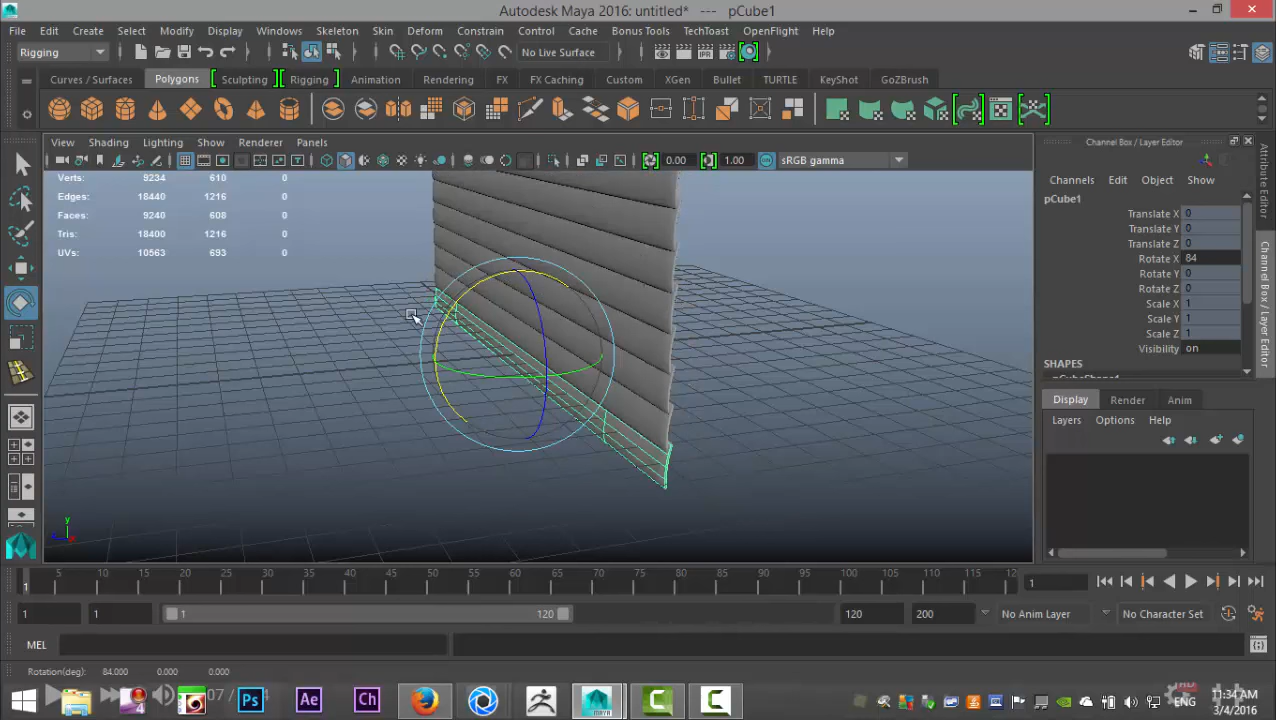 Autodesk Maya 2016: untitled* --- pCube1
File Edit Create Select Modify Display Windows Skeleton Skin Deform Constrain Control Cache Bonus Tools TechToast OpenFlight Help
Rigging No Live Surface
Curves / Surfaces Polygons Sculpting Rigging Animation Rendering FX FX Caching Custom XGen Bullet TURTLE KeyShot GoZBrush
View Shading Lighting Show Renderer Panels
Channel Box / Layer Editor
0.00 1.00 sRGB gamma
Channels Edit Object Show
Attribute Editor
Channel Box / Layer Editor
pCube1
Verts: 9234 610 0
Edges: 18440 1216 0
Faces: 9240 608 0
Tris: 18400 1216 0
UVs: 10563 693 0
Translate X 0
Translate Y 0
Translate Z 0
Rotate X 84
Rotate Y 0
Rotate Z 0
Scale X 1
Scale Y 1
Scale Z 1
Visibility on
SHAPES
Display Render Anim
Layers Options Help
y
1 5 10 15 20 25 30 35 40 45 50 55 60 65 70 75 80 85 90 95 100 105 110 115 12
1
1 1 1 120 120 200 No Anim Layer No Character Set
MEL
Rotation(deg): 84.000 0.000 0.000
Ps Ae Ch MAYA C C
ENG
11:34 AM
3/4/2016